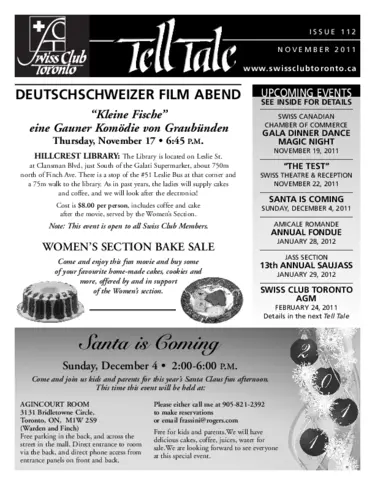 Swiss Club
Toronto
Tell Tale
ISSUE 112
NOVEMBER 2011
www.swissclubtoronto.ca
DEUTSCHSCHWEIZER FILM ABEND
“Kleine Fische”
eine Gauner Komödie von Graubünden
Thursday, November 17 • 6:45 P.M.
HILLCREST LIBRARY: The Library is located on Leslie St.
at Clansman Blvd., just South of the Galati Supermarket, about 750m
north of Finch Ave. There is a stop of the #51 Leslie Bus at that corner and
a 75m walk to the library. As in past years, the ladies will supply cakes
and coffee, and we will look after the decoration!
Cost is $8.00 per person, includes coffee and cake
after the movie, served by the Women's Section.
Note: This event is open to all Swiss Club Members.
WOMEN'S SECTION BAKE SALE
Come and enjoy this fun movie and buy some
of your favourite home-made cakes, cookies and
more, offered by and in support
of the Women's section.
UPCOMING EVENTS
SEE INSIDE FOR DETAILS
SWISS CANADIAN
CHAMBER OF COMMERCE
GALA DINNER DANCE
MAGIC NIGHT
NOVEMBER 19, 2011
“THE TEST”
SWISS THEATRE & RECEPTION
NOVEMBER 22, 2011
SANTA IS COMING
SUNDAY, DECEMBER 4, 2011
AMICALE ROMANDE
ANNUAL FONDUE
JANUARY 28, 2012
JASS SECTION
13th ANNUAL SAUJASS
JANUARY 29, 2012
SWISS CLUB TORONTO
AGM
FEBRUARY 24, 2011
Details in the next Tell Tale
Santa is Coming
Sunday, December 4 • 2:00-6:00 P.M.
Come and join us kids and parents for this year's Santa Claus fun afternoon.
This time this event will be held at:
AGINCOURT ROOM
3131 Bridletowne Circle,
Toronto, ON, M1W 2S9
(Warden and Finch)
Free parking in the back, and across the
street in the mall. Direct entrance to room
via the back, and direct phone access from
entrance panels on front and back.
Please either call me at 905-821-2392
to make reservations
or email frassini@rogers.com
Free for kids and parents. We will have
delicious cakes, coffee, juices, water for
sale. We are looking forward to see everyone
at this special event.
2
0
1
1